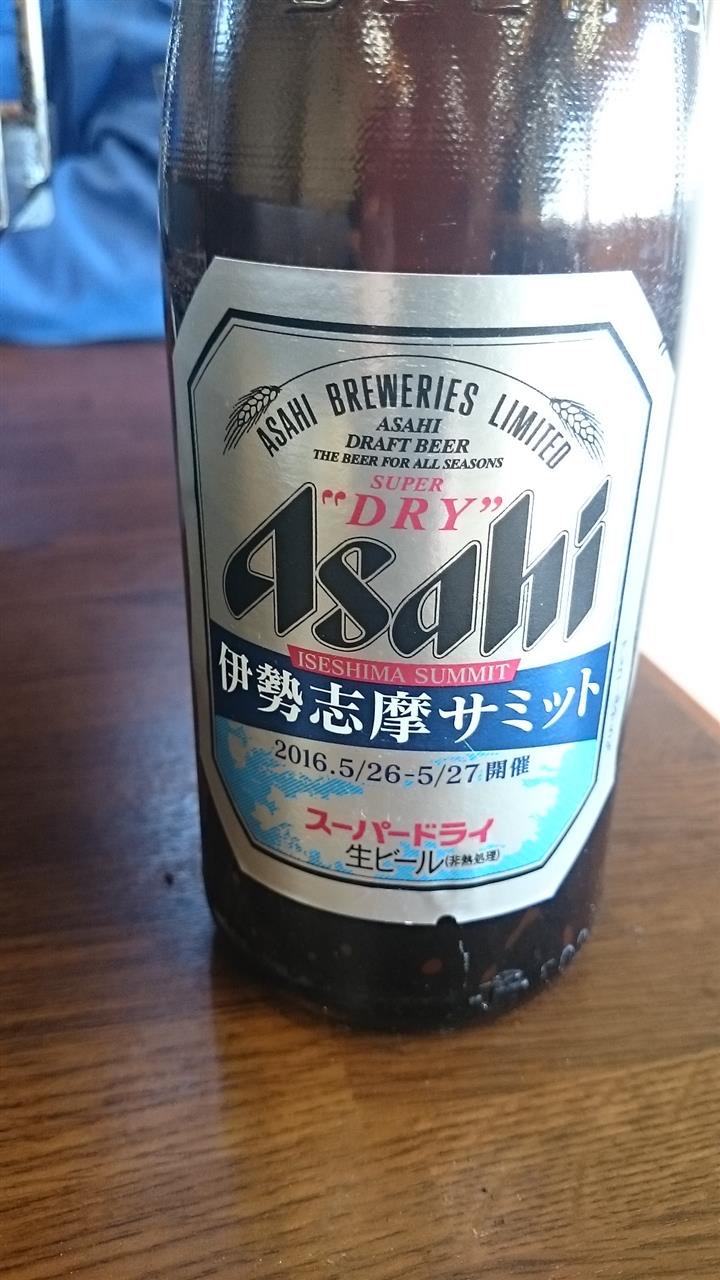 ASAHI BREWERIES LIMITED
ASAHI
DRAFT BEER
THE BEER FOR ALL SEASONS
SUPER
"DRY"
Asahi
ISESHIMA SUMMIT
伊勢志摩サミット
2016.5/26-5/27開催
スーパードライ
生ビール(非熱処理)